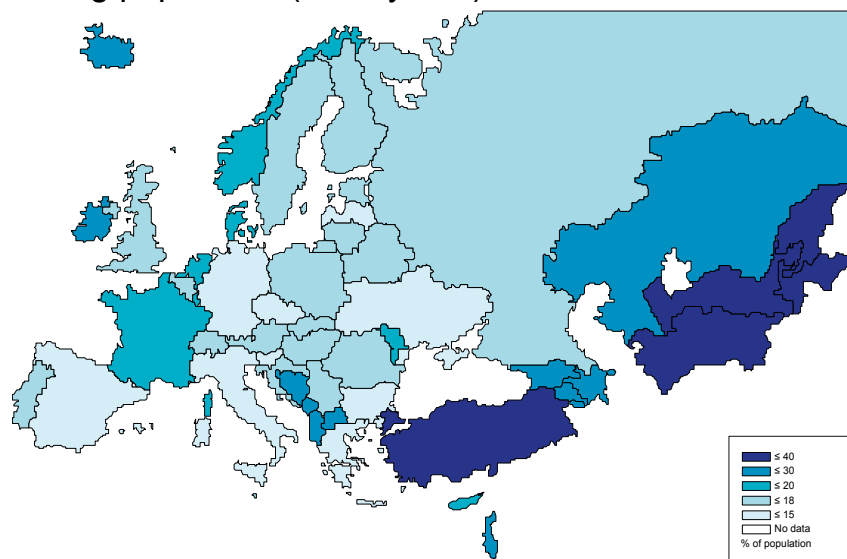 ≤ 40
≤ 30
≤ 20
≤ 18
≤ 15
No data
% of population